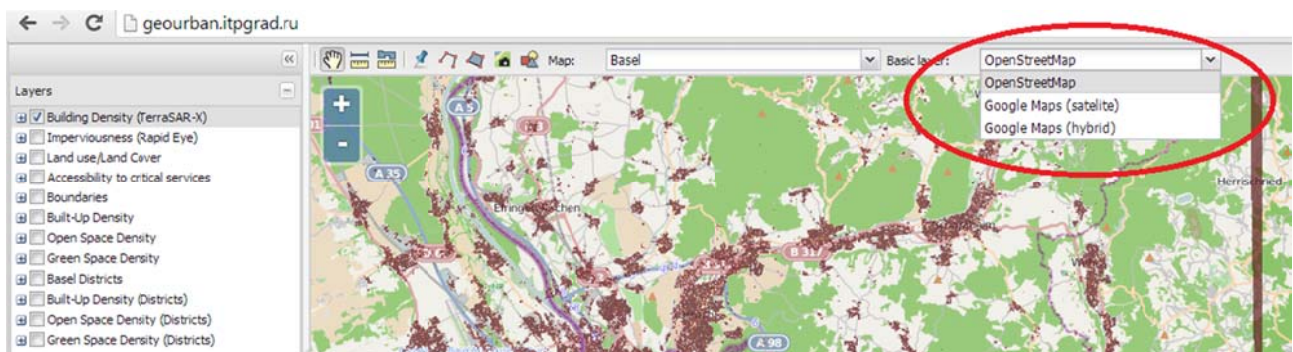 geourban.itpgrad.ru
Map: Basel Basic layer: OpenStreetMap
OpenStreetMap
Google Maps (satelite)
Google Maps (hybrid)
Layers
Building Density (TerraSAR-X)
Imperviousness (Rapid Eye)
Land use/Land Cover
Accessibility to critical services
Boundaries
Built-Up Density
Open Space Density
Green Space Density
Basel Districts
Built-Up Density (Districts)
Open Space Density (Districts)
Green Space Density (Districts)
+
-
A 5
A 35
Herrischried
B 317
A 98